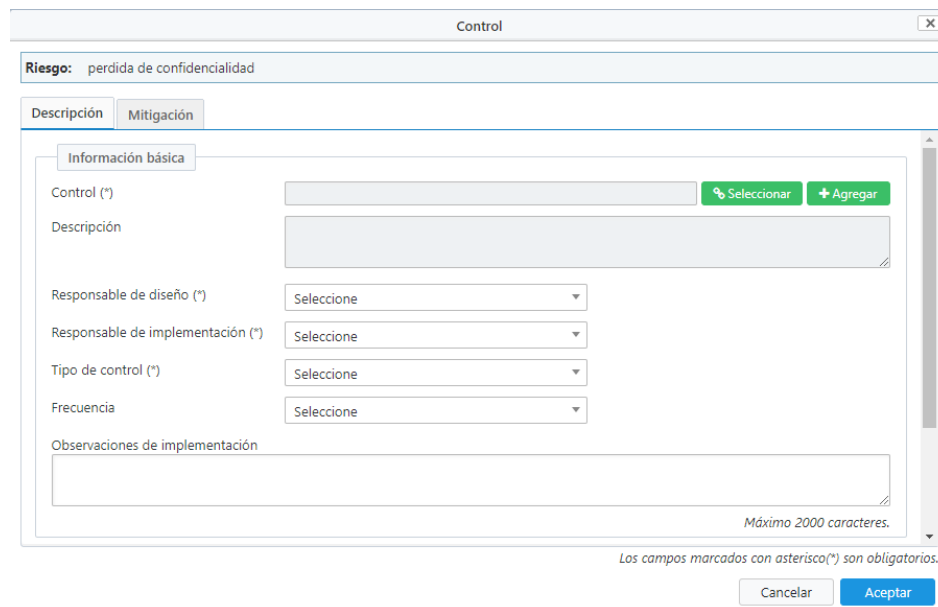 Control
Riesgo: perdida de confidencialidad
Descripción Mitigación
Información básica
Control (*) Seleccionar Agregar
Descripción
Responsable de diseño (*) Seleccione
Responsable de implementación (*) Seleccione
Tipo de control (*) Seleccione
Frecuencia Seleccione
Observaciones de implementación
Máximo 2000 caracteres.
Los campos marcados con asterisco(*) son obligatorios.
Cancelar Aceptar